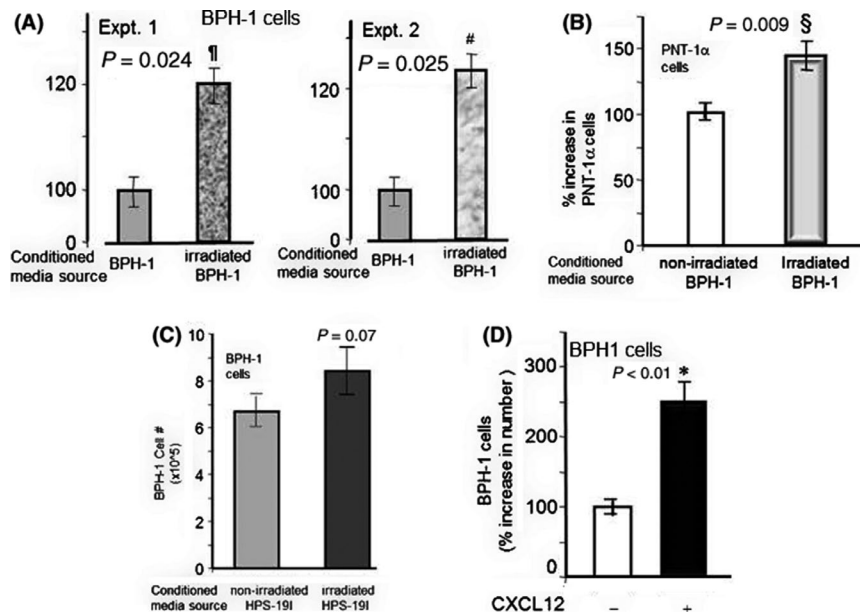 (A)
BPH-1 cells
Expt. 1
P = 0.024
¶
120
100
0
Conditioned
media source
BPH-1
irradiated
BPH-1
Expt. 2
P = 0.025
#
120
100
0
BPH-1
irradiated
BPH-1
(B)
P = 0.009
§
PNT-1α
cells
% increase in
PNT-1α cells
150
125
100
50
0
Conditioned
media source
non-irradiated
BPH-1
Irradiated
BPH-1
(C)
P = 0.07
BPH-1
cells
BPH-1 Cell #
(x10^5)
10
8
6
4
2
0
Conditioned
media source
non-irradiated
HPS-19I
irradiated
HPS-19I
(D)
BPH1 cells
P < 0.01
*
BPH-1 cells
(% increase in number )
300
200
100
0
CXCL12
–
+